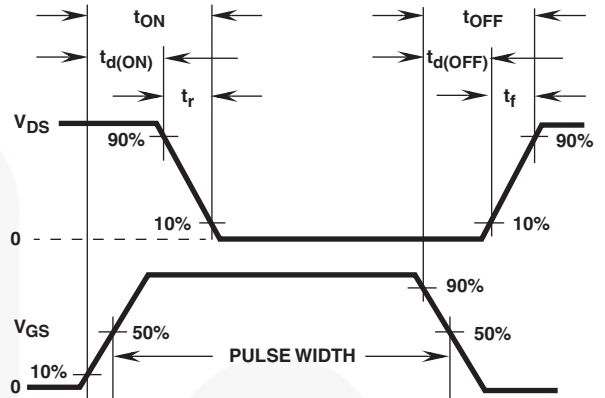 tON tOFF
td(ON) td(OFF)
tr tf
VDS
90% 90%
10% 10%
0
90%
VGS 50% 50%
PULSE WIDTH
10%
0